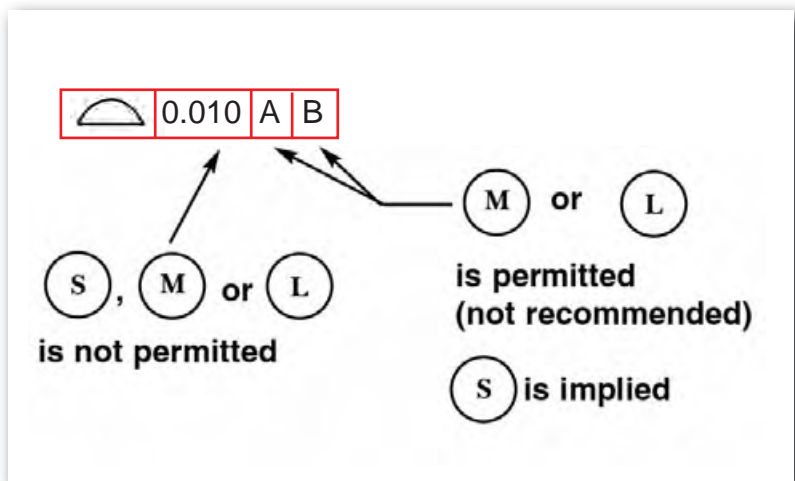 0.010 A B
M or L
S, M or L
is permitted
(not recommended)
is not permitted
S is implied